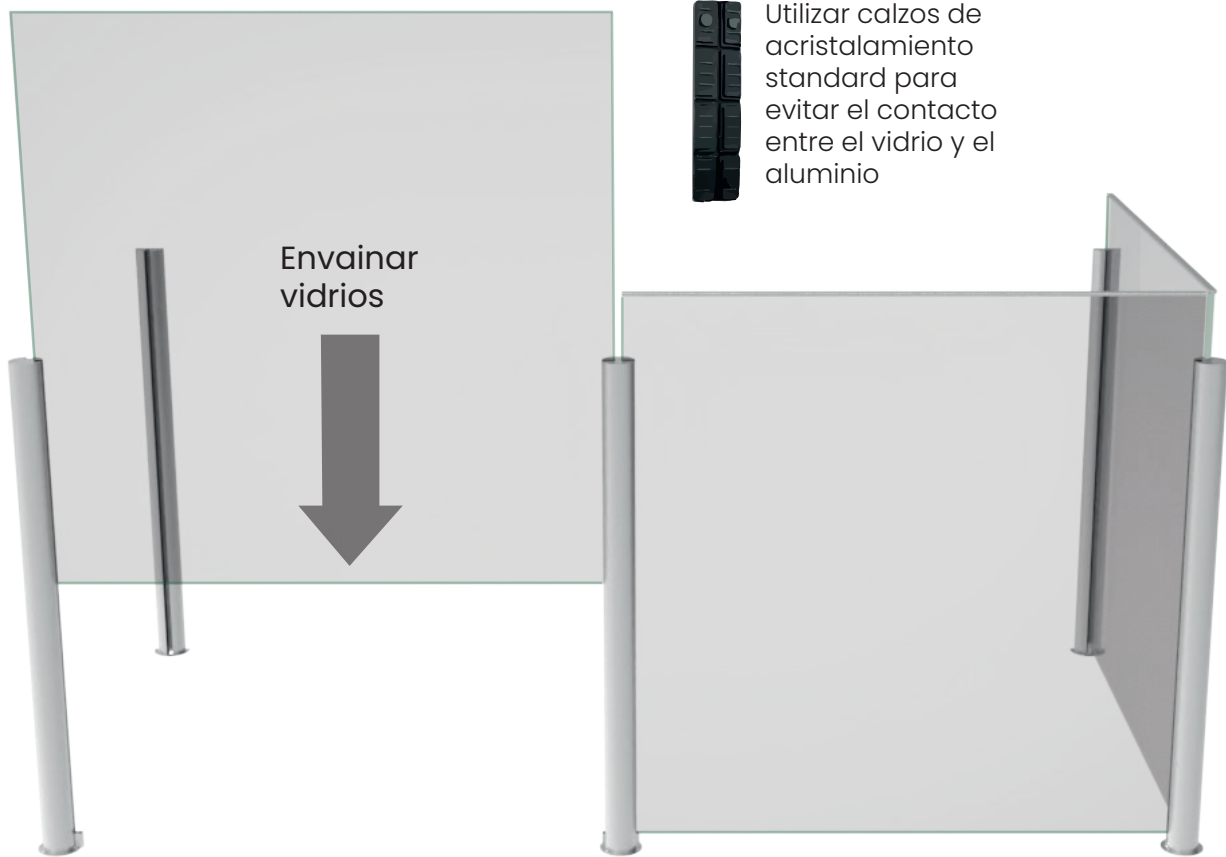 Utilizar calzos de
acristalamiento
standard para
evitar el contacto
entre el vidrio y el
aluminio
Envainar
vidrios